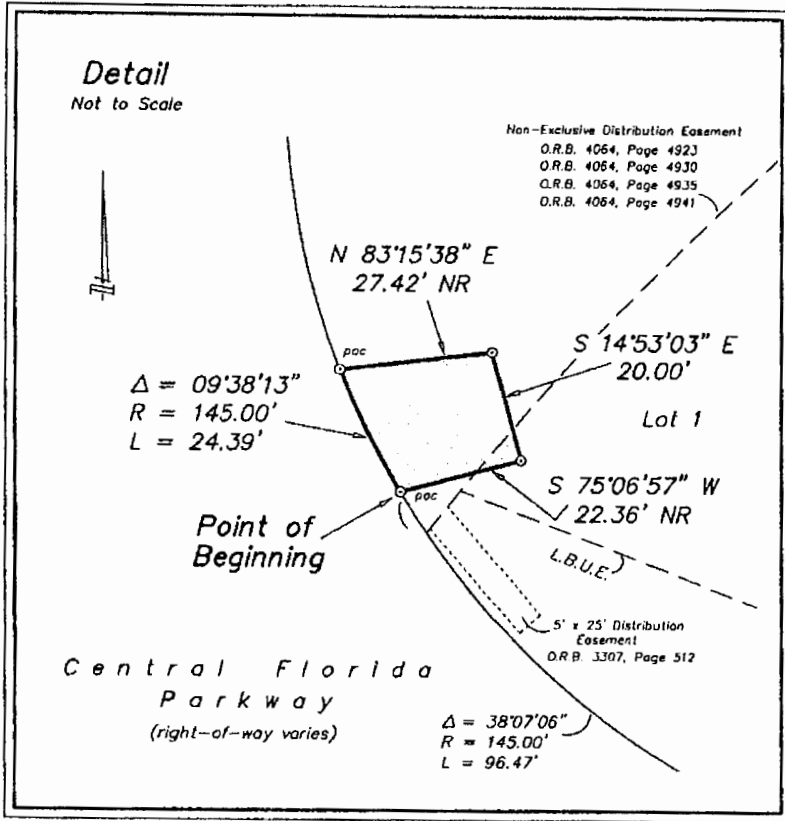 Detail
Not to Scale
Non-Exclusive Distribution Easement
O.R.B. 4064, Page 4923
O.R.B. 4064, Page 4930
O.R.B. 4064, Page 4935
O.R.B. 4064, Page 4941
N
N 83°15'38" E
27.42' NR
poc
S 14°53'03" E
20.00'
Δ = 09°38'13"
R = 145.00'
L = 24.39'
Lot 1
poc
S 75°06'57" W
22.36' NR
Point of
Beginning
L.B.U.E.
5' x 25' Distribution
Easement
O.R.B. 3307, Page 512
Central Florida
Parkway
(right-of-way varies)
Δ = 38°07'06"
R = 145.00'
L = 96.47'